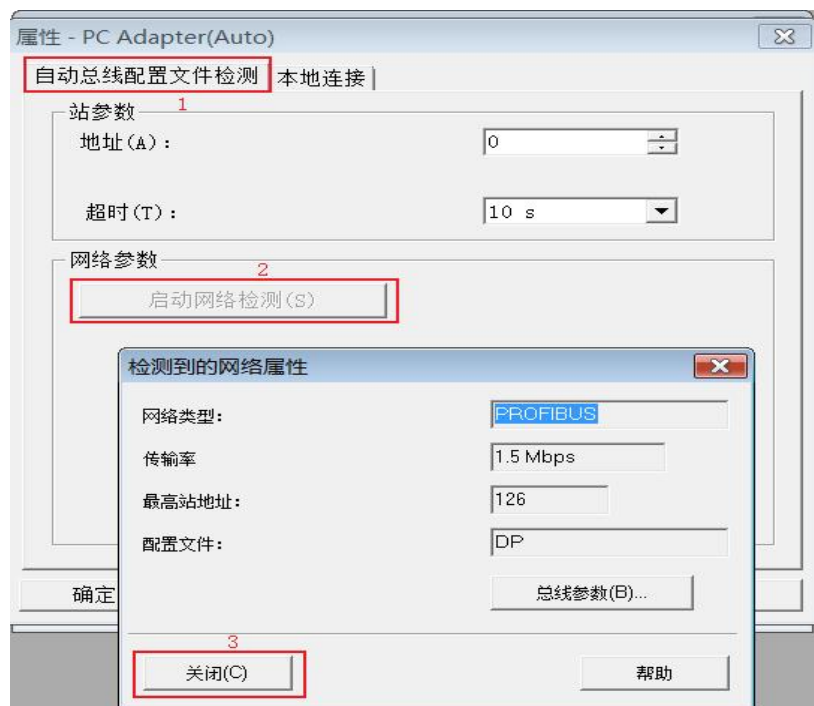 属性 - PC Adapter(Auto)
自动总线配置文件检测 本地连接
1
站参数
地址(A): 0
超时(T): 10 s
网络参数
2
启动网络检测(S)
检测到的网络属性
网络类型: PROFIBUS
传输率 1.5 Mbps
最高站地址: 126
配置文件: DP
总线参数(B)...
确定
3
关闭(C) 帮助